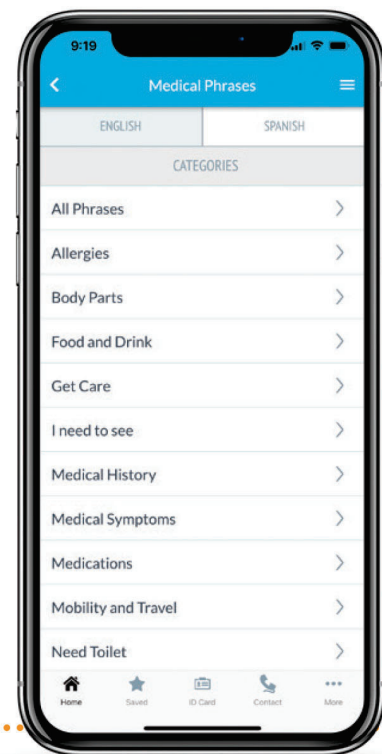 9:19
Medical Phrases
ENGLISH SPANISH
CATEGORIES
All Phrases
Allergies
Body Parts
Food and Drink
Get Care
I need to see
Medical History
Medical Symptoms
Medications
Mobility and Travel
Need Toilet
Home Saved ID Card Contact More